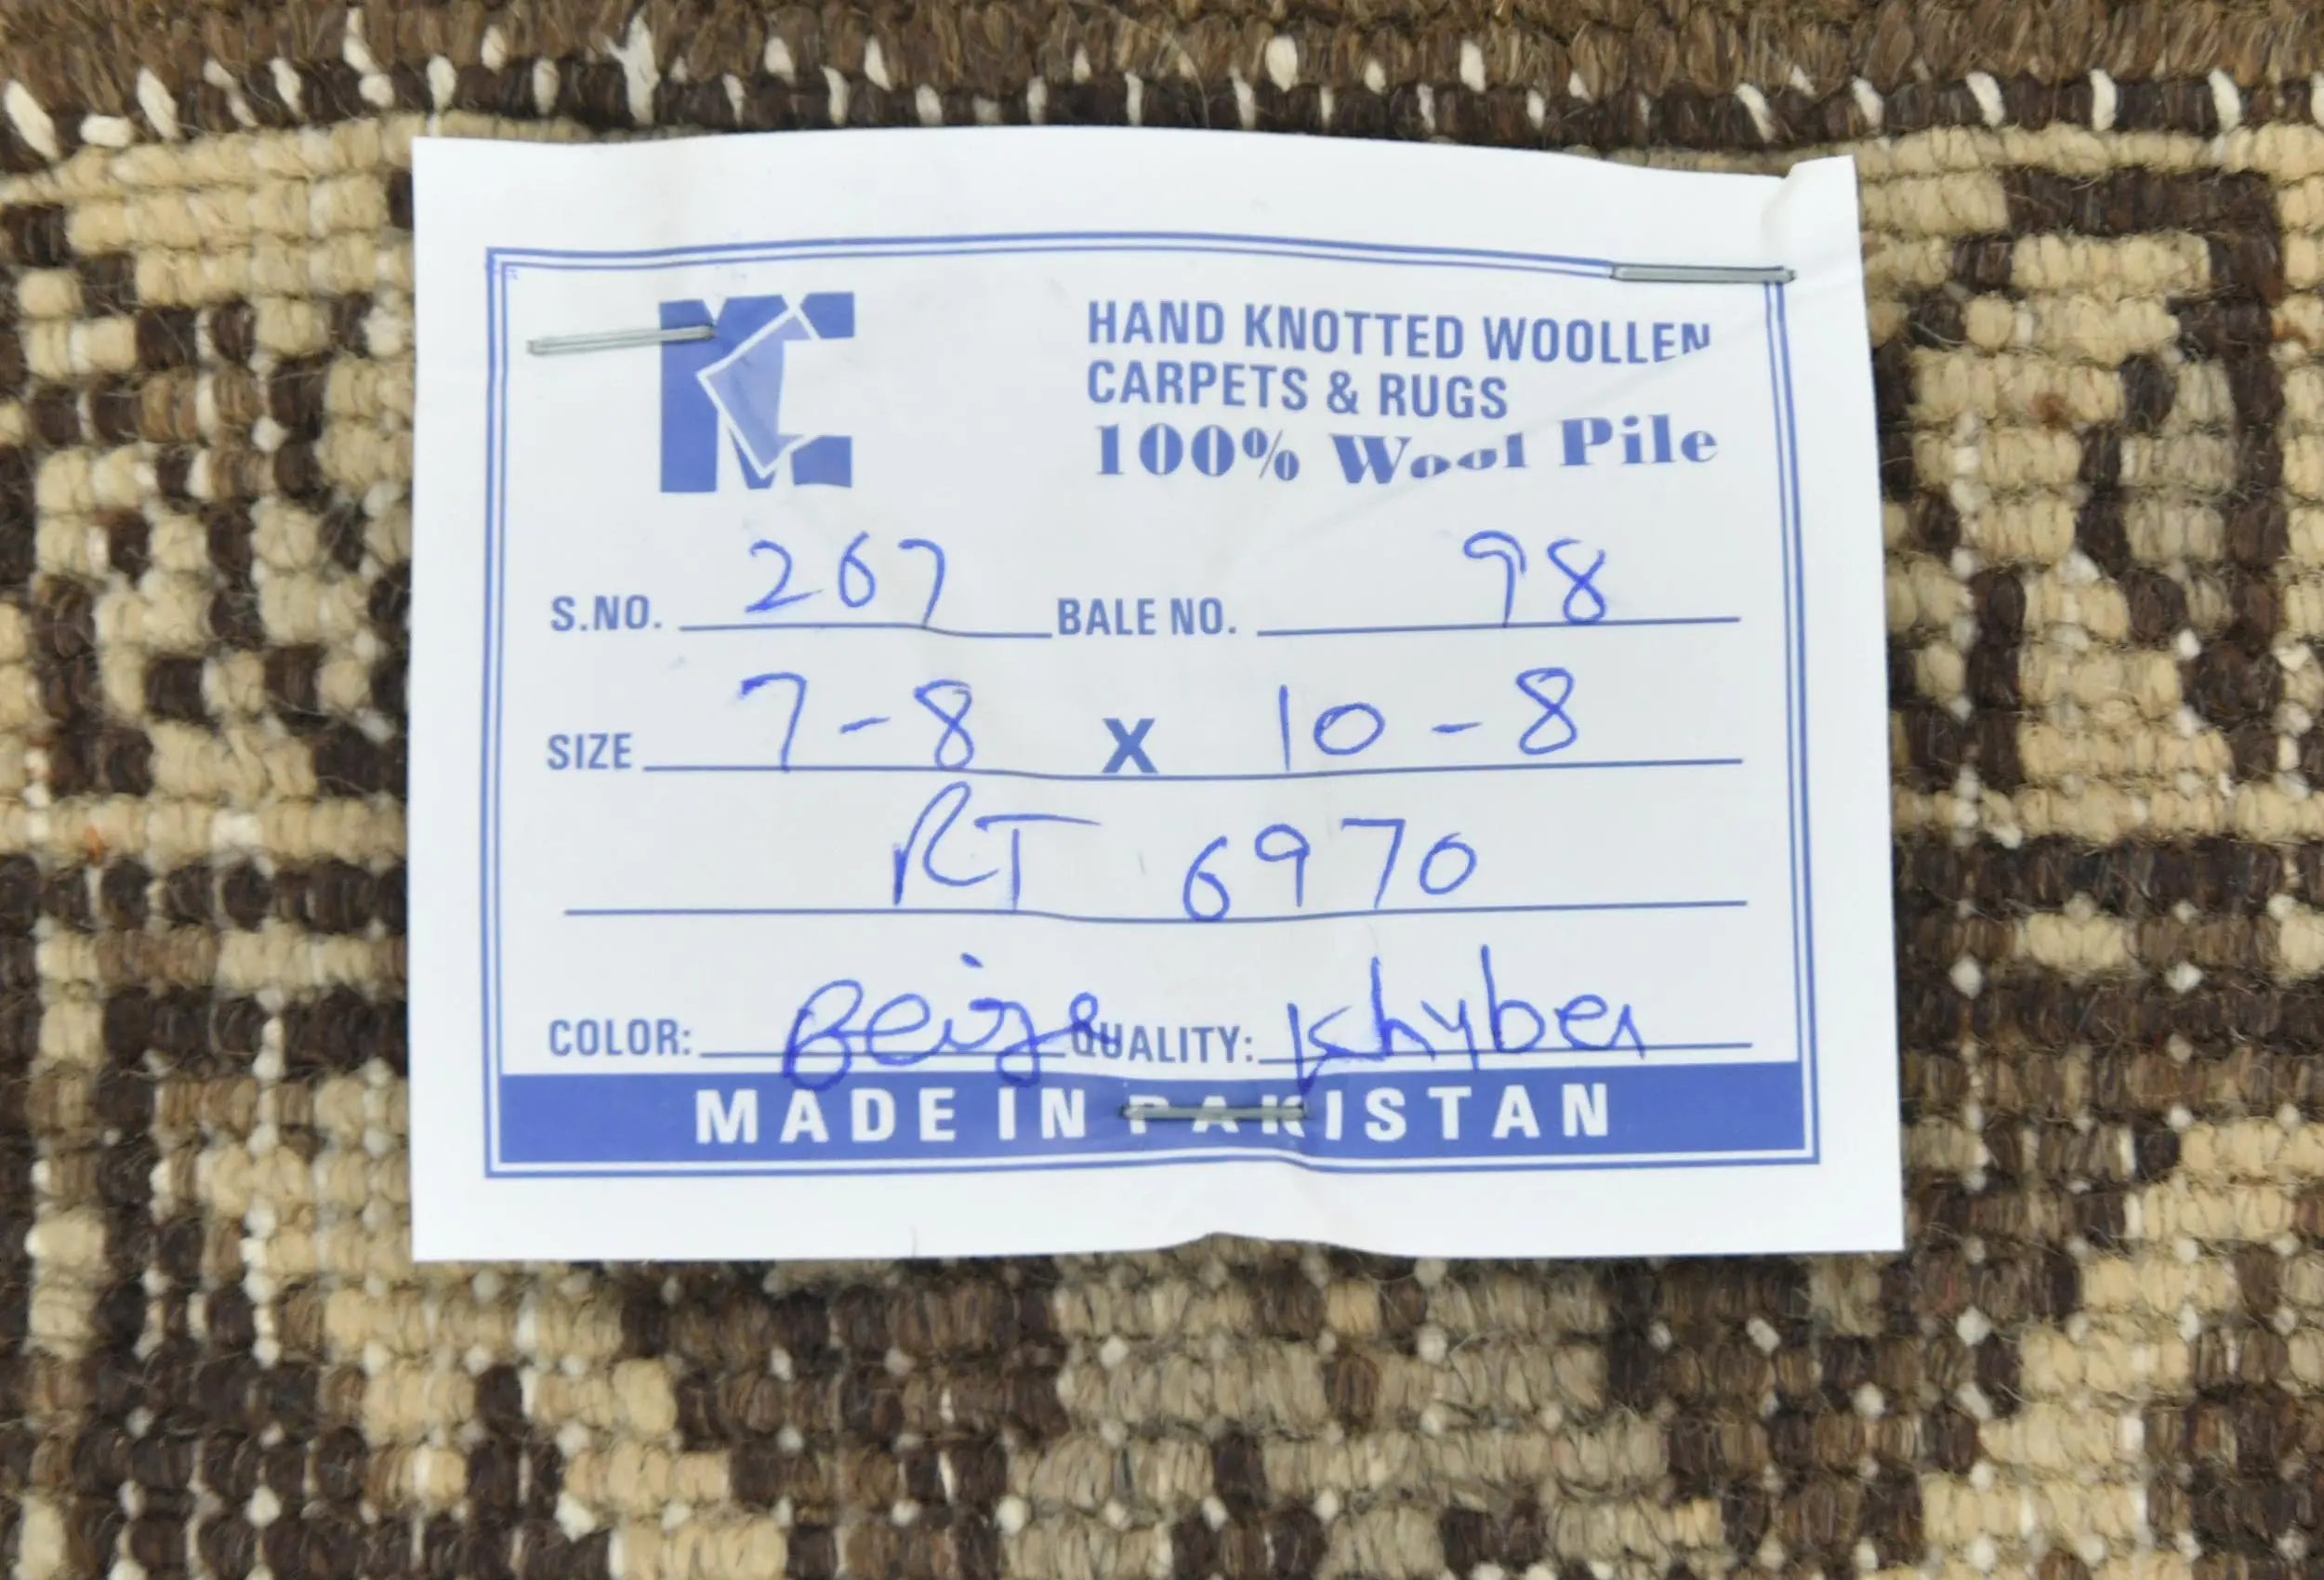 HAND KNOTTED WOOLLEN
CARPETS & RUGS
100% Wool Pile
S.NO. 267 BALE NO. 98
SIZE 7-8 X 10-8
RT 6970
COLOR: Beige QUALITY: Khyber
MADE IN PAKISTAN